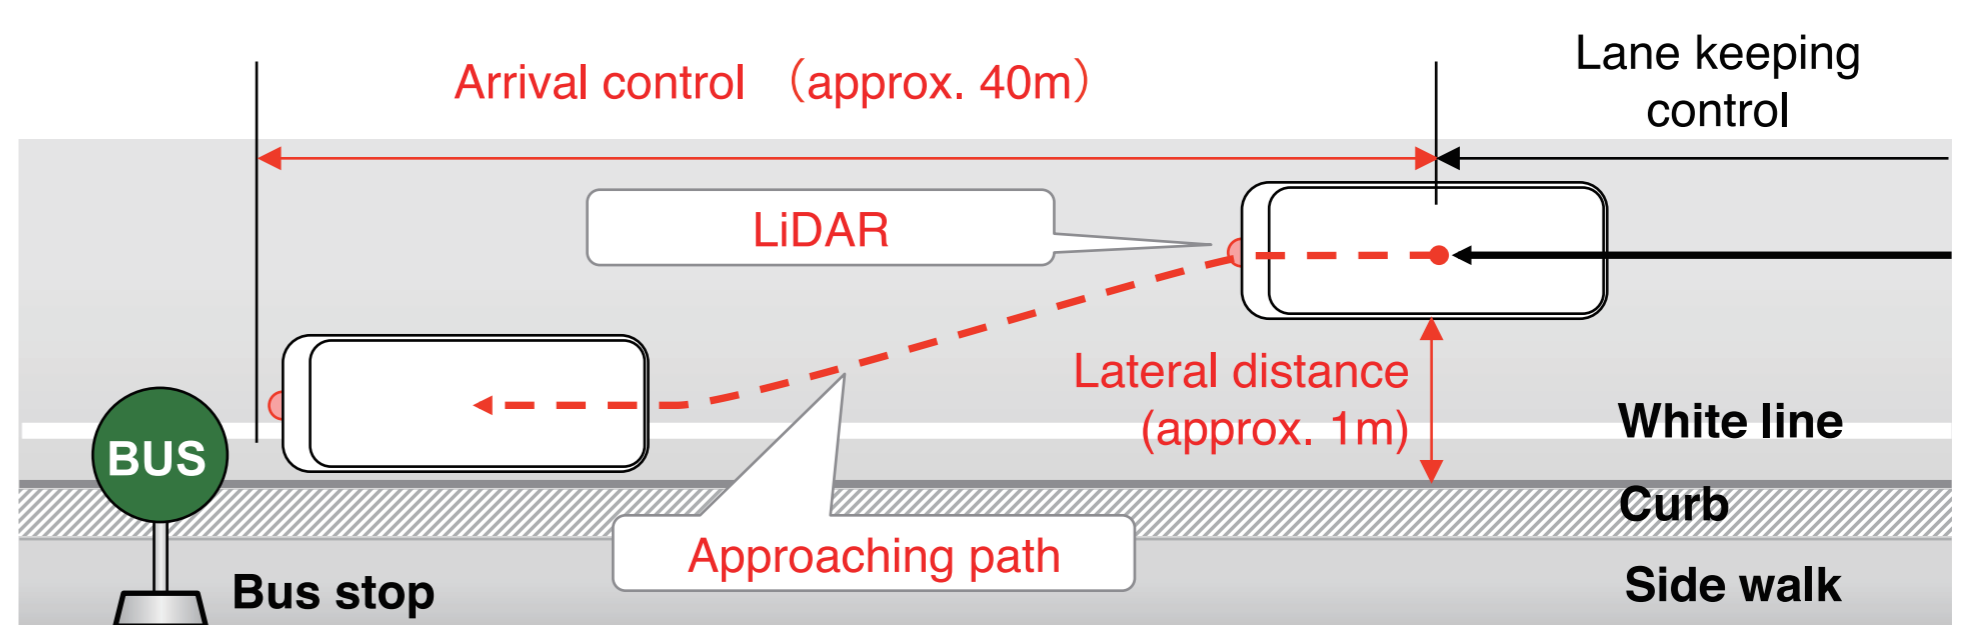 Lane keeping
control
Arrival control （approx. 40m）
LiDAR
Lateral distance
(approx. 1m)
White line
BUS
Curb
Approaching path
Bus stop
Side walk